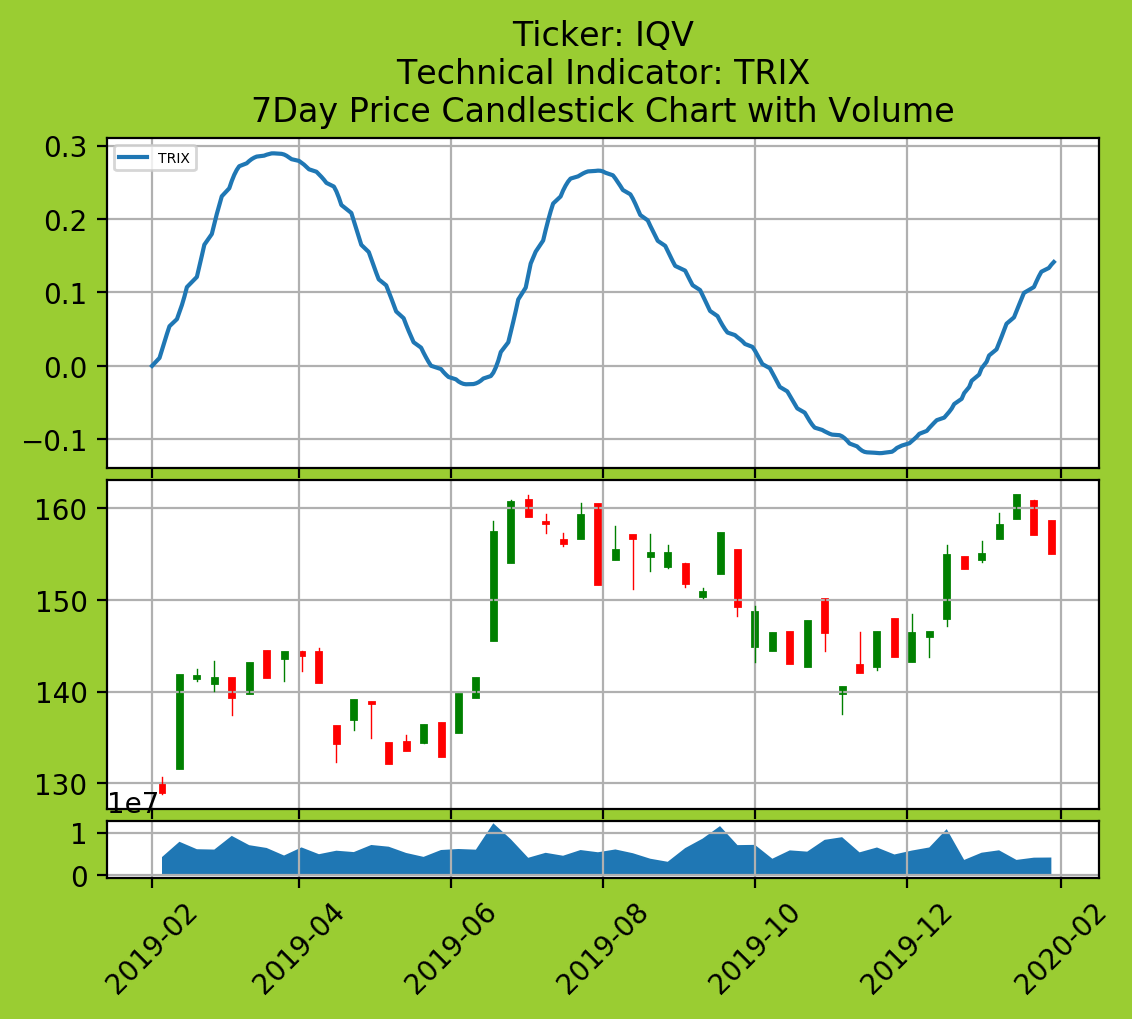 Ticker: IQV
Technical Indicator: TRIX
7Day Price Candlestick Chart with Volume
0.3
TRIX
0.2
0.1
0.0
−0.1
160
150
140
130
1e7
1
0
2019-02 2019-04 2019-06 2019-08 2019-10 2019-12 2020-02